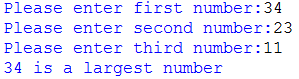 Please enter first number:34
Please enter second number:23
Please enter third number:11
34 is a largest number